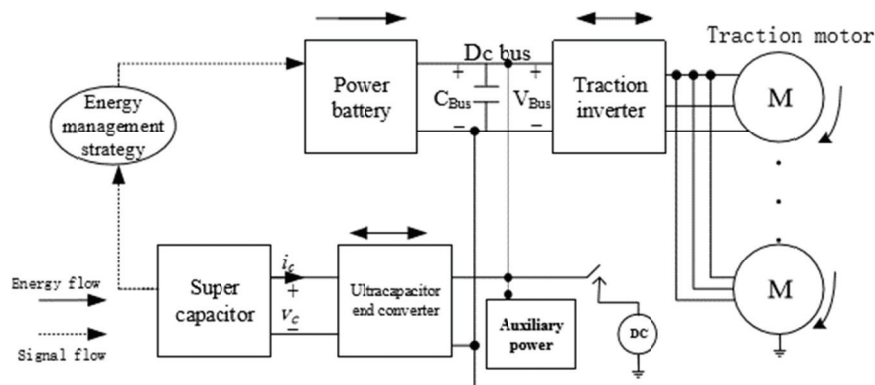 Traction motor
Dc bus
Power
battery
+
C_Bus
−
+
V_Bus
−
Traction
inverter
M
Energy
management
strategy
M
Super
capacitor
i_c
+
v_c
−
Ultracapacitor
end converter
Auxiliary
power
DC
Energy flow
Signal flow